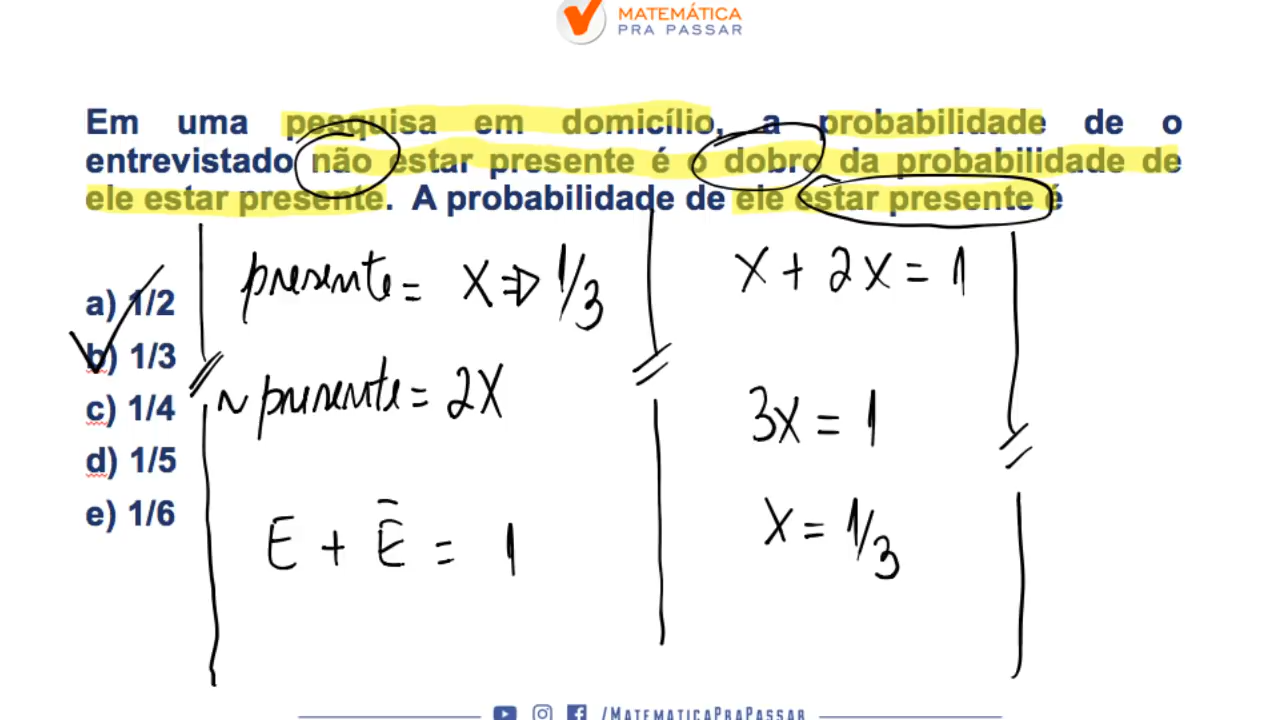 MATEMÁTICA
PRA PASSAR
Em uma pesquisa em domicílio, a probabilidade de o
entrevistado não estar presente é o dobro da probabilidade de
ele estar presente. A probabilidade de ele estar presente é
a) 1/2
b) 1/3
c) 1/4
d) 1/5
e) 1/6
presente = X ⇒ 1/3
~ presente = 2X
E + Ē = 1
X + 2X = 1
3X = 1
X = 1/3
/MATEMATICAPRAPASSAR